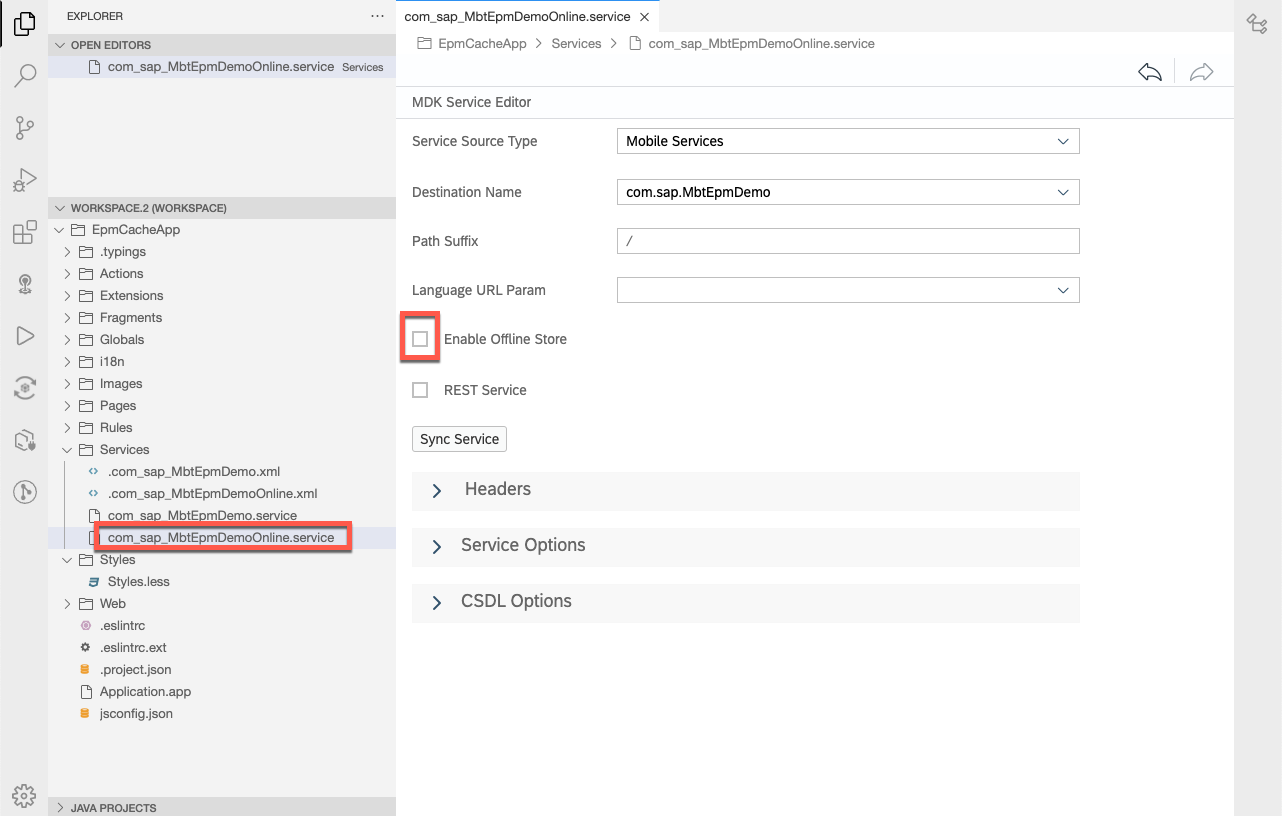 EXPLORER
OPEN EDITORS
com_sap_MbtEpmDemoOnline.service Services
WORKSPACE.2 (WORKSPACE)
EpmCacheApp
.typings
Actions
Extensions
Fragments
Globals
i18n
Images
Pages
Rules
Services
.com_sap_MbtEpmDemo.xml
.com_sap_MbtEpmDemoOnline.xml
com_sap_MbtEpmDemo.service
com_sap_MbtEpmDemoOnline.service
Styles
Styles.less
Web
.eslintrc
.eslintrc.ext
.project.json
Application.app
jsconfig.json
JAVA PROJECTS
com_sap_MbtEpmDemoOnline.service
EpmCacheApp > Services > com_sap_MbtEpmDemoOnline.service
MDK Service Editor
Service Source Type Mobile Services
Destination Name com.sap.MbtEpmDemo
Path Suffix /
Language URL Param
Enable Offline Store
REST Service
Sync Service
Headers
Service Options
CSDL Options